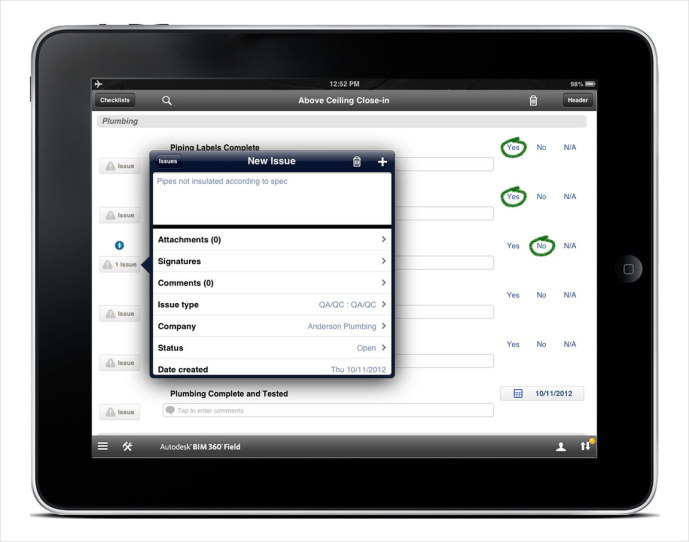 12:52 PM
98%
Checklists
Above Ceiling Close-in
Header
Plumbing
Piping Labels Complete
Yes No N/A
Issue
Issues
New Issue
Pipes not insulated according to spec
Yes No N/A
Issue
Attachments (0)
Yes No N/A
Signatures
1 Issue
Comments (0)
Yes No N/A
Issue type QA/QC : QA/QC
Issue
Company Anderson Plumbing
Status Open
Yes No N/A
Issue
Date created Thu 10/11/2012
Plumbing Complete and Tested
10/11/2012
Issue
Tap to enter comments
Autodesk® BIM 360® Field